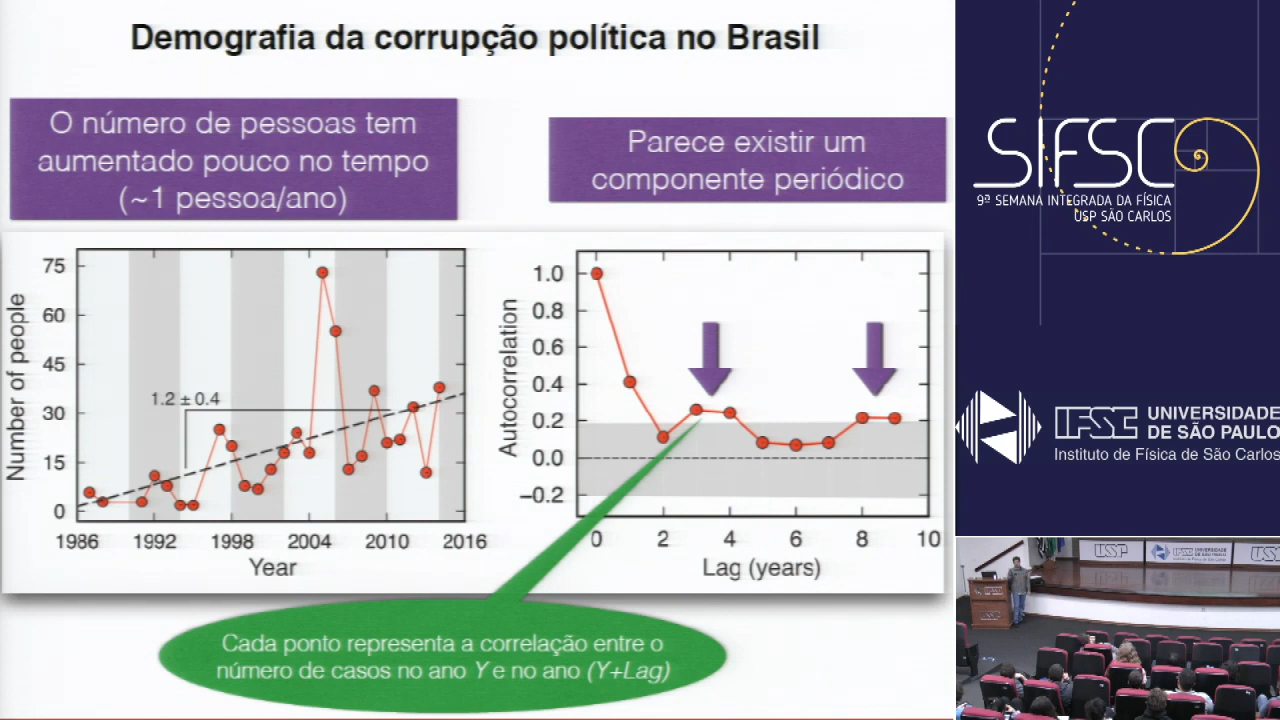 Demografia da corrupção política no Brasil
O número de pessoas tem
aumentado pouco no tempo
(~1 pessoa/ano)
Parece existir um
componente periódico
Number of people
75
60
45
30
15
0
1.2 ± 0.4
1986 1992 1998 2004 2010 2016
Year
Autocorrelation
1.0
0.8
0.6
0.4
0.2
0.0
−0.2
0 2 4 6 8 10
Lag (years)
Cada ponto representa a correlação entre o
número de casos no ano Y e no ano (Y+Lag)
SIFSC
9ª SEMANA INTEGRADA DA FÍSICA
USP SÃO CARLOS
IFSC UNIVERSIDADE
DE SÃO PAULO
Instituto de Física de São Carlos
USP
IFSC UNIVERSIDADE
DE SÃO PAULO